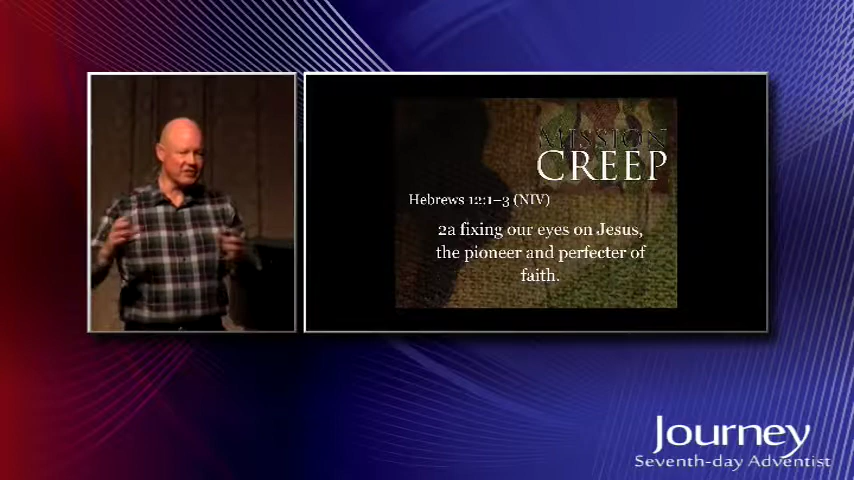 MISSION
CREEP
Hebrews 12:1–3 (NIV)
2a fixing our eyes on Jesus,
the pioneer and perfecter of
faith.
Journey
Seventh-day Adventist